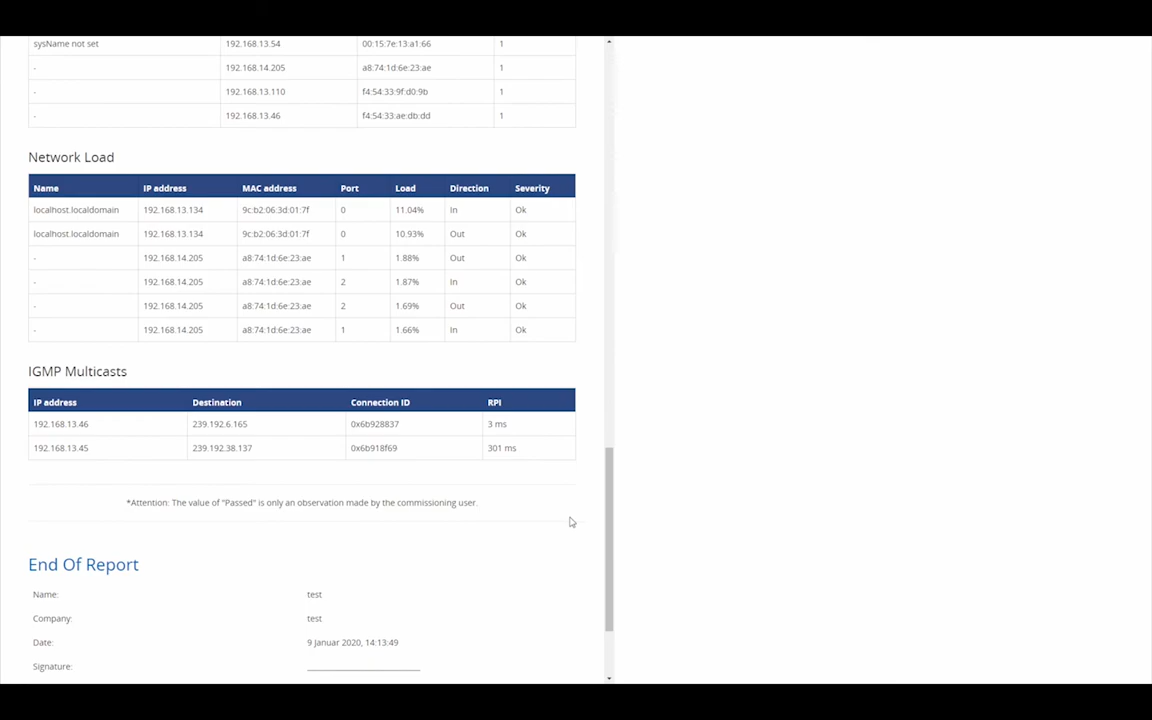 sysName not set 192.168.13.54 00:15:7e:13:a1:66 1
- 192.168.14.205 a8:74:1d:6e:23:ae 1
- 192.168.13.110 f4:54:33:9f:d0:9b 1
- 192.168.13.46 f4:54:33:ae:db:dd 1
Network Load
Name IP address MAC address Port Load Direction Severity
localhost.localdomain 192.168.13.134 9c:b2:06:3d:01:7f 0 11.04% In Ok
localhost.localdomain 192.168.13.134 9c:b2:06:3d:01:7f 0 10.93% Out Ok
- 192.168.14.205 a8:74:1d:6e:23:ae 1 1.88% Out Ok
- 192.168.14.205 a8:74:1d:6e:23:ae 2 1.87% In Ok
- 192.168.14.205 a8:74:1d:6e:23:ae 2 1.69% Out Ok
- 192.168.14.205 a8:74:1d:6e:23:ae 1 1.66% In Ok
IGMP Multicasts
IP address Destination Connection ID RPI
192.168.13.46 239.192.6.165 0x6b928837 3 ms
192.168.13.45 239.192.38.137 0x6b918f69 301 ms
*Attention: The value of "Passed" is only an observation made by the commissioning user.
End Of Report
Name: test
Company: test
Date: 9 Januar 2020, 14:13:49
Signature: